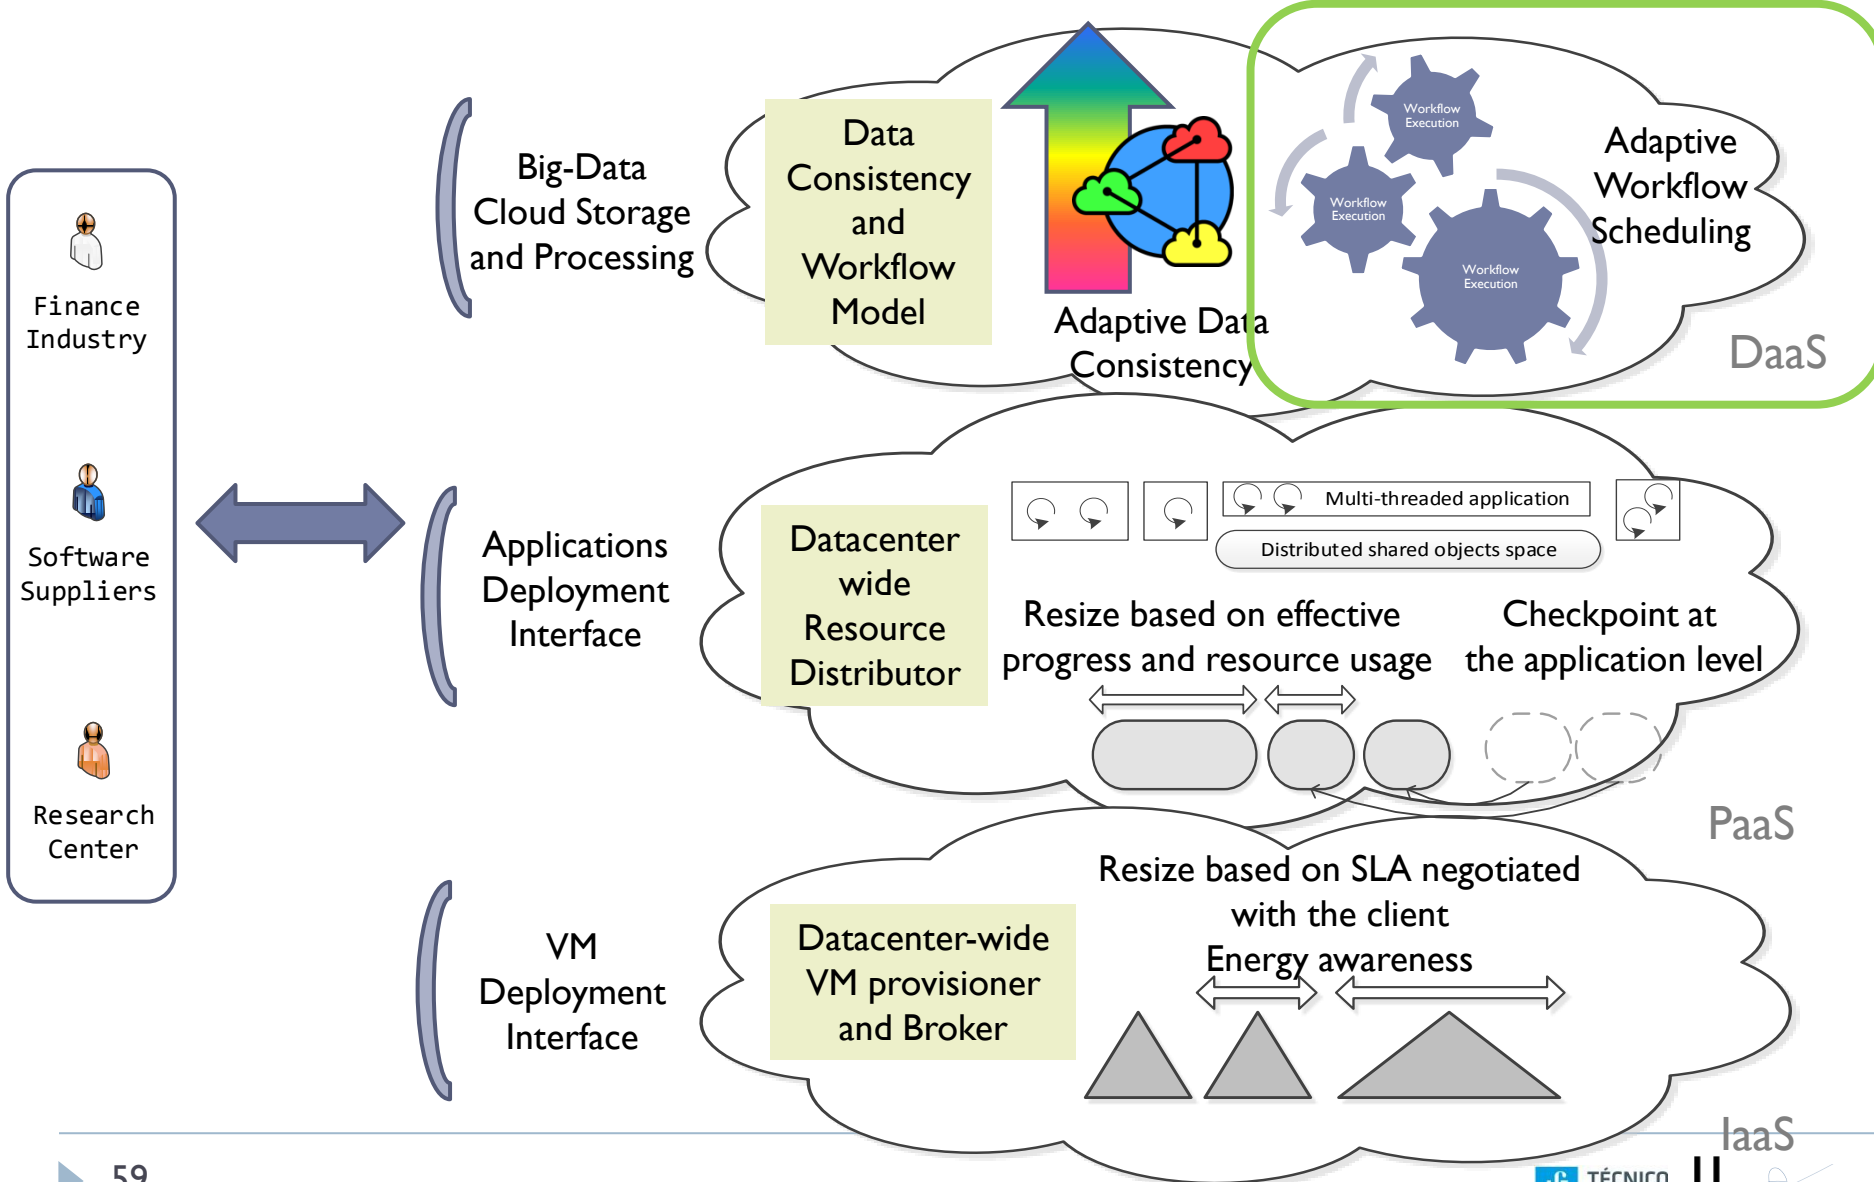 Finance
Industry
Software
Suppliers
Research
Center
Big-Data
Cloud Storage
and Processing
Data
Consistency
and
Workflow
Model
Adaptive Data
Consistency
Workflow
Execution
Workflow
Execution
Workflow
Execution
Adaptive
Workflow
Scheduling
DaaS
Applications
Deployment
Interface
Datacenter
wide
Resource
Distributor
Multi-threaded application
Distributed shared objects space
Resize based on effective
progress and resource usage
Checkpoint at
the application level
PaaS
VM
Deployment
Interface
Datacenter-wide
VM provisioner
and Broker
Resize based on SLA negotiated
with the client
Energy awareness
IaaS
59
TÉCNICO